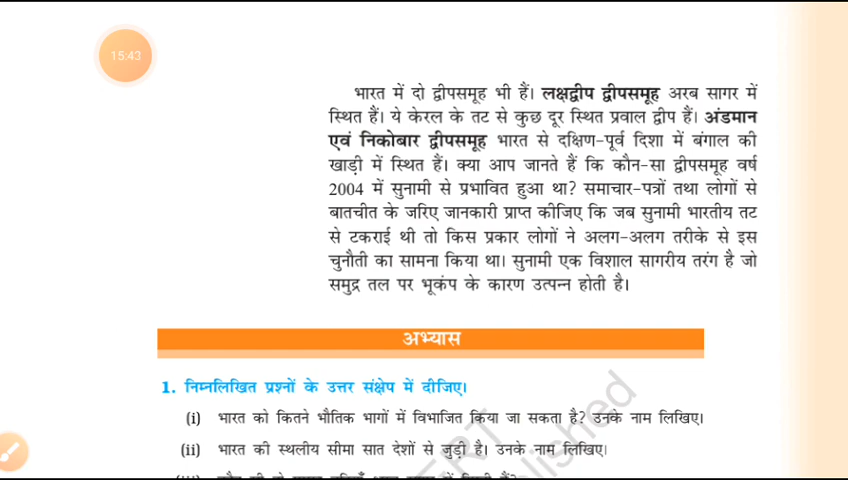 15:43
भारत में दो द्वीपसमूह भी हैं। लक्षद्वीप द्वीपसमूह अरब सागर में
स्थित हैं। ये केरल के तट से कुछ दूर स्थित प्रवाल द्वीप हैं। अंडमान
एवं निकोबार द्वीपसमूह भारत से दक्षिण-पूर्व दिशा में बंगाल की
खाड़ी में स्थित हैं। क्या आप जानते हैं कि कौन-सा द्वीपसमूह वर्ष
2004 में सुनामी से प्रभावित हुआ था? समाचार-पत्रों तथा लोगों से
बातचीत के जरिए जानकारी प्राप्त कीजिए कि जब सुनामी भारतीय तट
से टकराई थी तो किस प्रकार लोगों ने अलग-अलग तरीके से इस
चुनौती का सामना किया था। सुनामी एक विशाल सागरीय तरंग है जो
समुद्र तल पर भूकंप के कारण उत्पन्न होती है।
अभ्यास
1. निम्नलिखित प्रश्नों के उत्तर संक्षेप में दीजिए।
(i) भारत को कितने भौतिक भागों में विभाजित किया जा सकता है? उनके नाम लिखिए।
(ii) भारत की स्थलीय सीमा सात देशों से जुड़ी है। उनके नाम लिखिए।